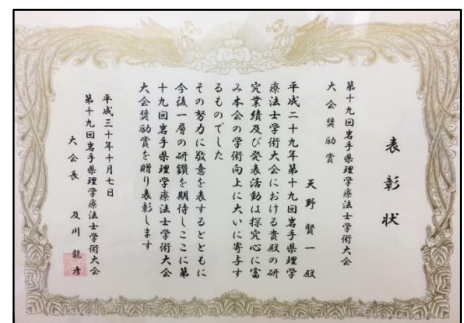 表彰状
第十九回岩手県理学療法士学術大会
大会奨励賞
天野賢一 殿
平成二十九年第十九回岩手県理学
療法士学術大会における貴殿の研
究業績及び発表活動は探究心に富
み本会の学術向上に大いに寄与す
るものでした
その努力に敬意を表するとともに
今後一層の研鑽を期待しここに第
十九回岩手県理学療法士学術大会
大会奨励賞を贈り表彰します
平成三十年十月七日
第十九回岩手県理学療法士学術大会
大会長 及川龍彦